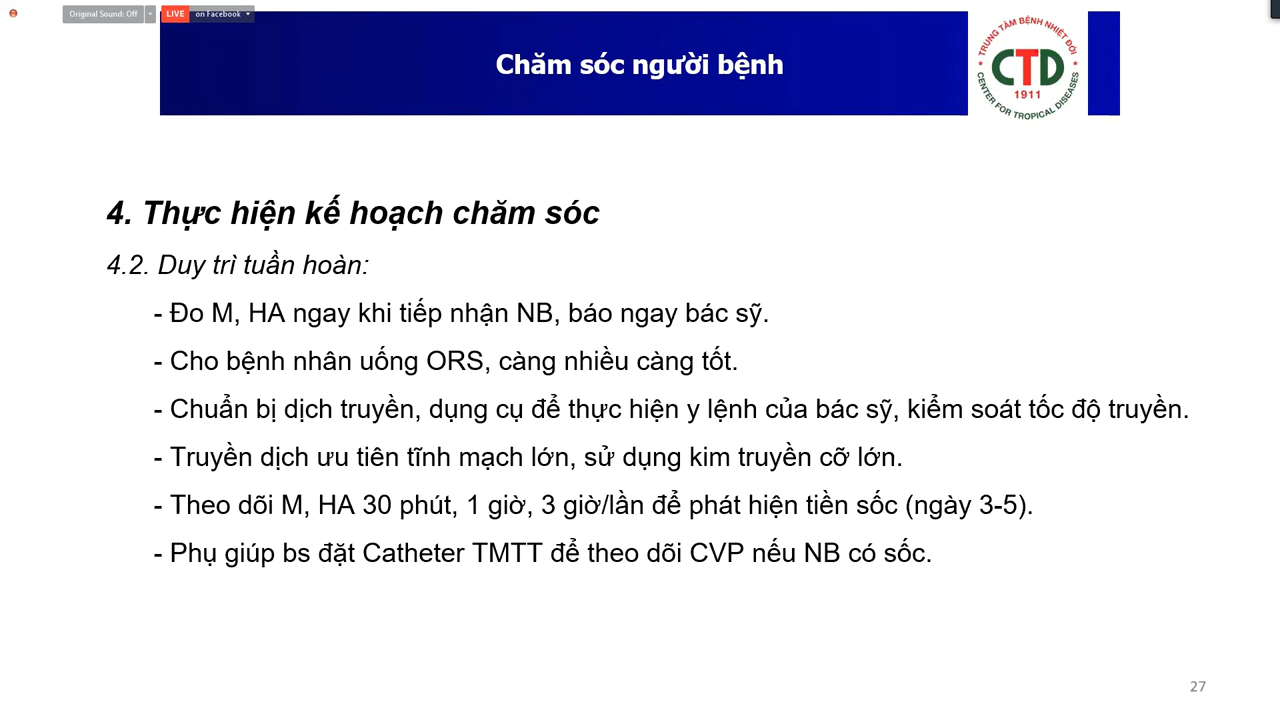 Original Sound: Off
LIVE on Facebook
Chăm sóc người bệnh
TRUNG TÂM BỆNH NHIỆT ĐỚI
CTD
1911
CENTER FOR TROPICAL DISEASES
4. Thực hiện kế hoạch chăm sóc
4.2. Duy trì tuần hoàn:
- Đo M, HA ngay khi tiếp nhận NB, báo ngay bác sỹ.
- Cho bệnh nhân uống ORS, càng nhiều càng tốt.
- Chuẩn bị dịch truyền, dụng cụ để thực hiện y lệnh của bác sỹ, kiểm soát tốc độ truyền.
- Truyền dịch ưu tiên tĩnh mạch lớn, sử dụng kim truyền cỡ lớn.
- Theo dõi M, HA 30 phút, 1 giờ, 3 giờ/lần để phát hiện tiền sốc (ngày 3-5).
- Phụ giúp bs đặt Catheter TMTT để theo dõi CVP nếu NB có sốc.
27